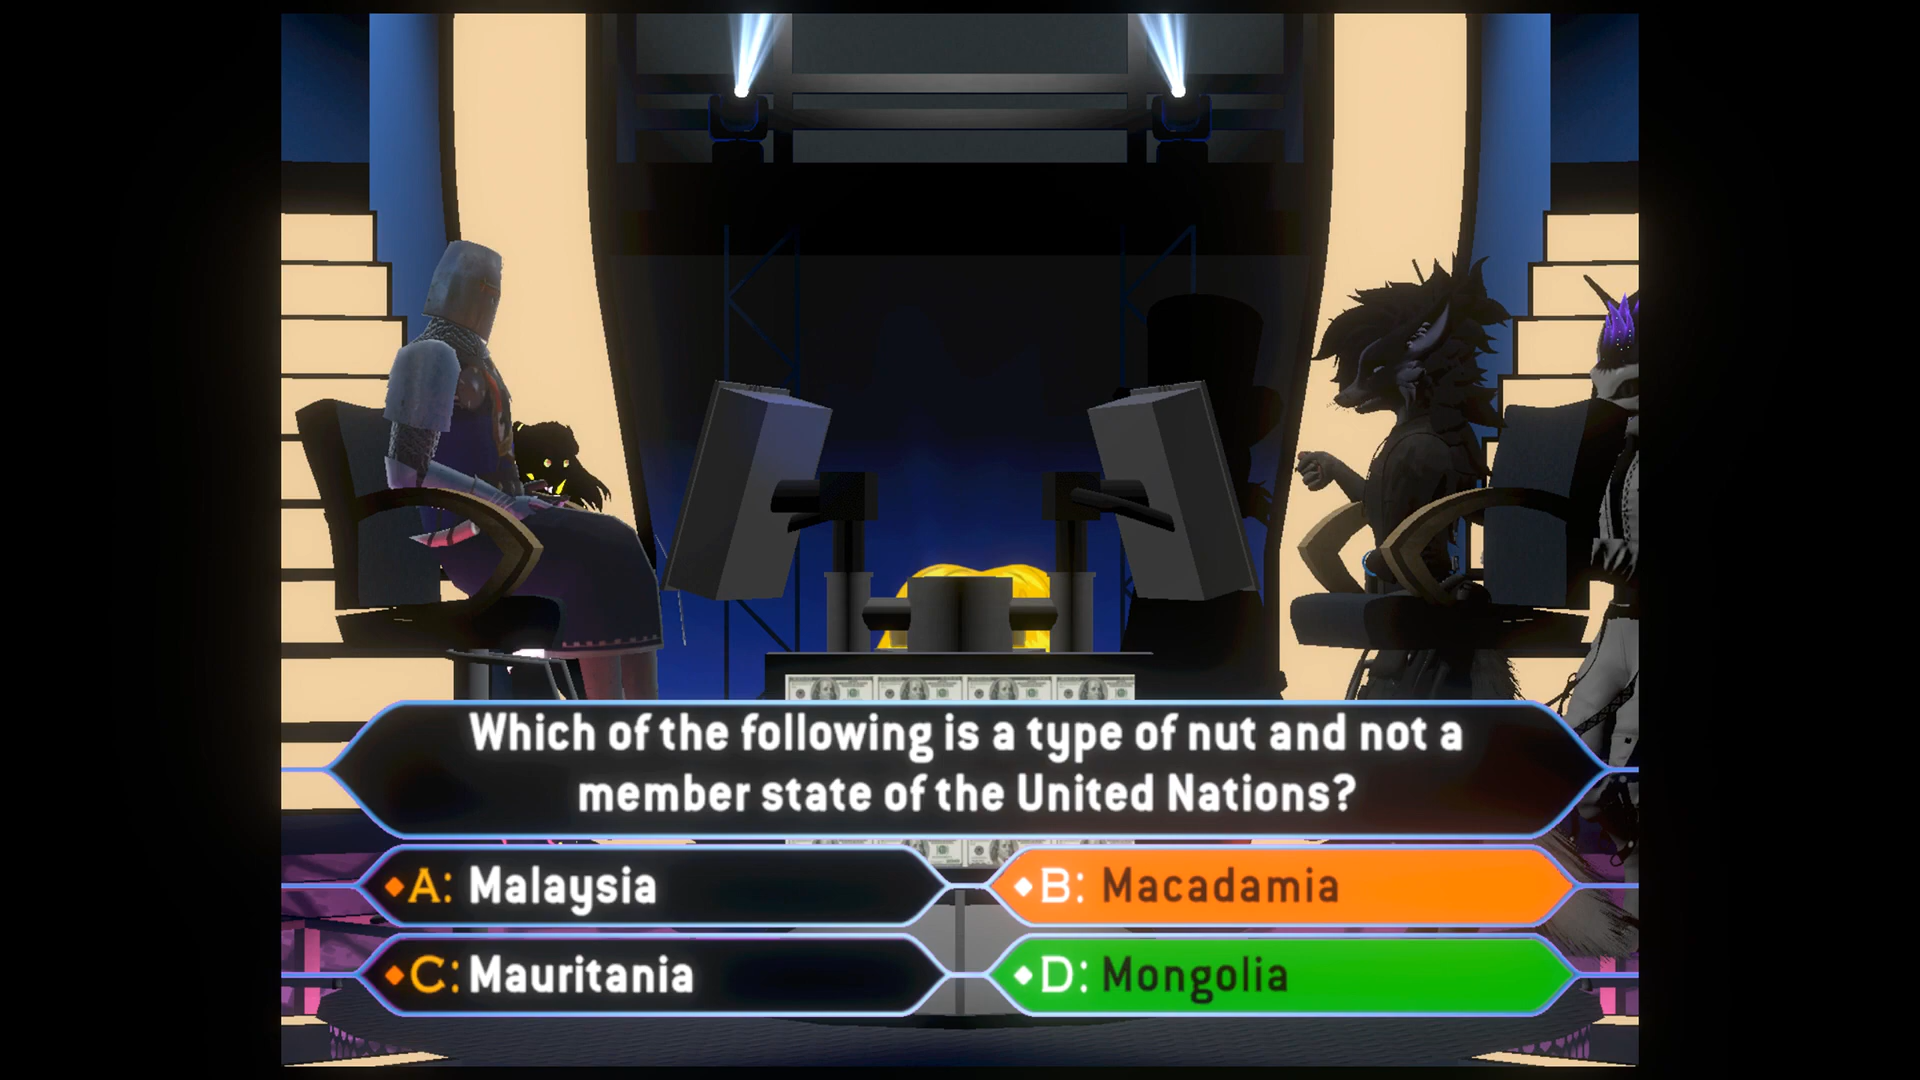 Which of the following is a type of nut and not a
member state of the United Nations?
A: Malaysia
B: Macadamia
C: Mauritania
D: Mongolia